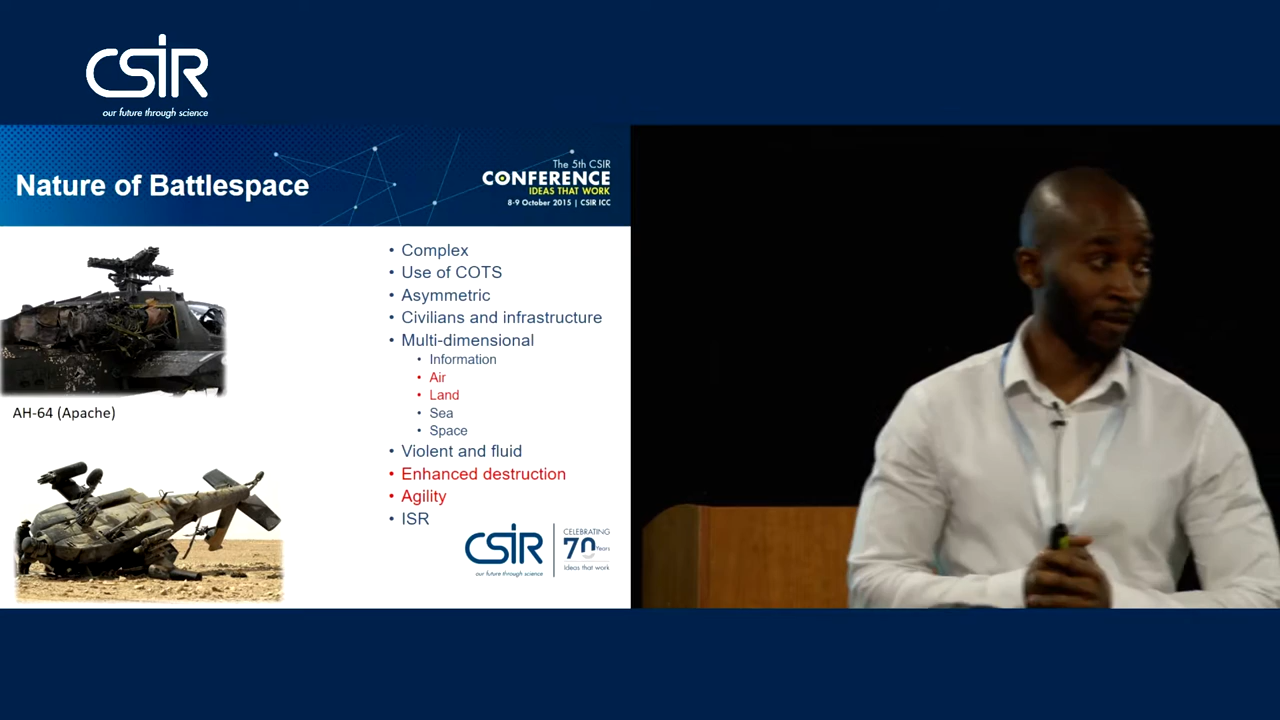 CSIR
our future through science
Nature of Battlespace
The 5th CSIR
CONFERENCE
IDEAS THAT WORK
8-9 October 2015 | CSIR ICC
• Complex
• Use of COTS
• Asymmetric
• Civilians and infrastructure
• Multi-dimensional
• Information
• Air
• Land
• Sea
• Space
• Violent and fluid
• Enhanced destruction
• Agility
• ISR
AH-64 (Apache)
CSIR
our future through science
CELEBRATING
70 Years
Ideas that work